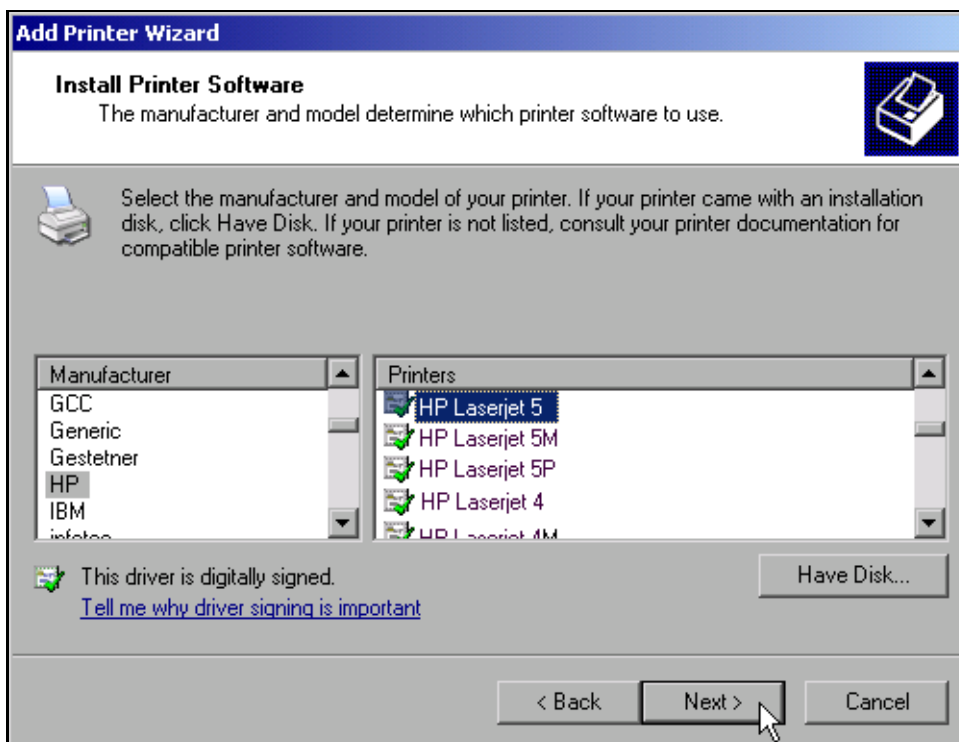 Add Printer Wizard
Install Printer Software
The manufacturer and model determine which printer software to use.
Select the manufacturer and model of your printer. If your printer came with an installation
disk, click Have Disk. If your printer is not listed, consult your printer documentation for
compatible printer software.
Manufacturer
GCC
Generic
Gestetner
HP
IBM
infotec
Printers
HP Laserjet 5
HP Laserjet 5M
HP Laserjet 5P
HP Laserjet 4
HP Laserjet 4M
This driver is digitally signed.
Tell me why driver signing is important
Have Disk...
< Back
Next >
Cancel